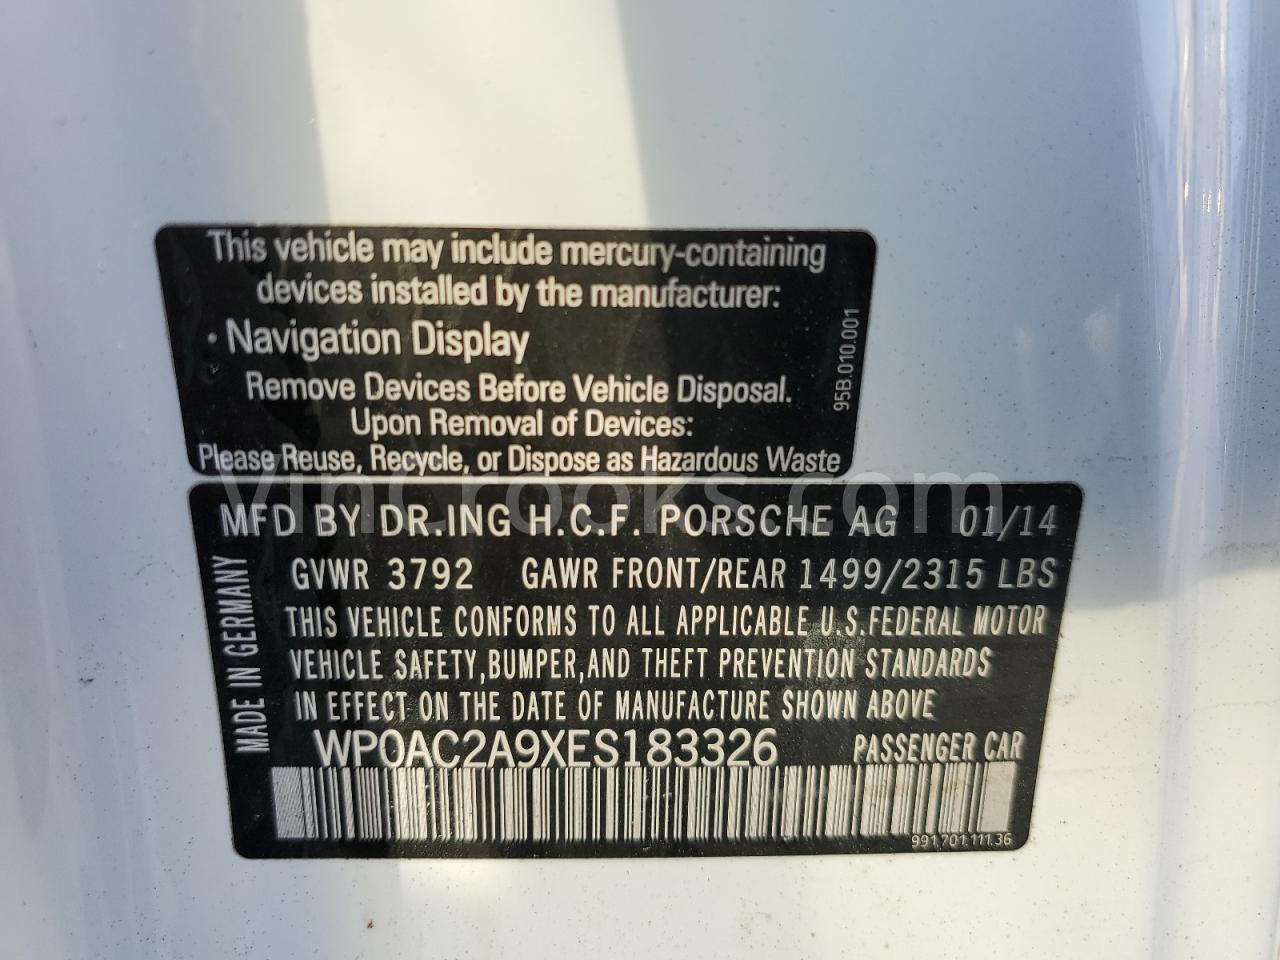 This vehicle may include mercury-containing
devices installed by the manufacturer:
· Navigation Display
Remove Devices Before Vehicle Disposal.
Upon Removal of Devices:
Please Reuse, Recycle, or Dispose as Hazardous Waste
95B.010.001
VinCrooks.com
MFD BY DR.ING H.C.F. PORSCHE AG 01/14
GVWR 3792 GAWR FRONT/REAR 1499/2315 LBS
THIS VEHICLE CONFORMS TO ALL APPLICABLE U.S.FEDERAL MOTOR
VEHICLE SAFETY,BUMPER,AND THEFT PREVENTION STANDARDS
IN EFFECT ON THE DATE OF MANUFACTURE SHOWN ABOVE
WP0AC2A9XES183326 PASSENGER CAR
MADE IN GERMANY
991.701.111.36